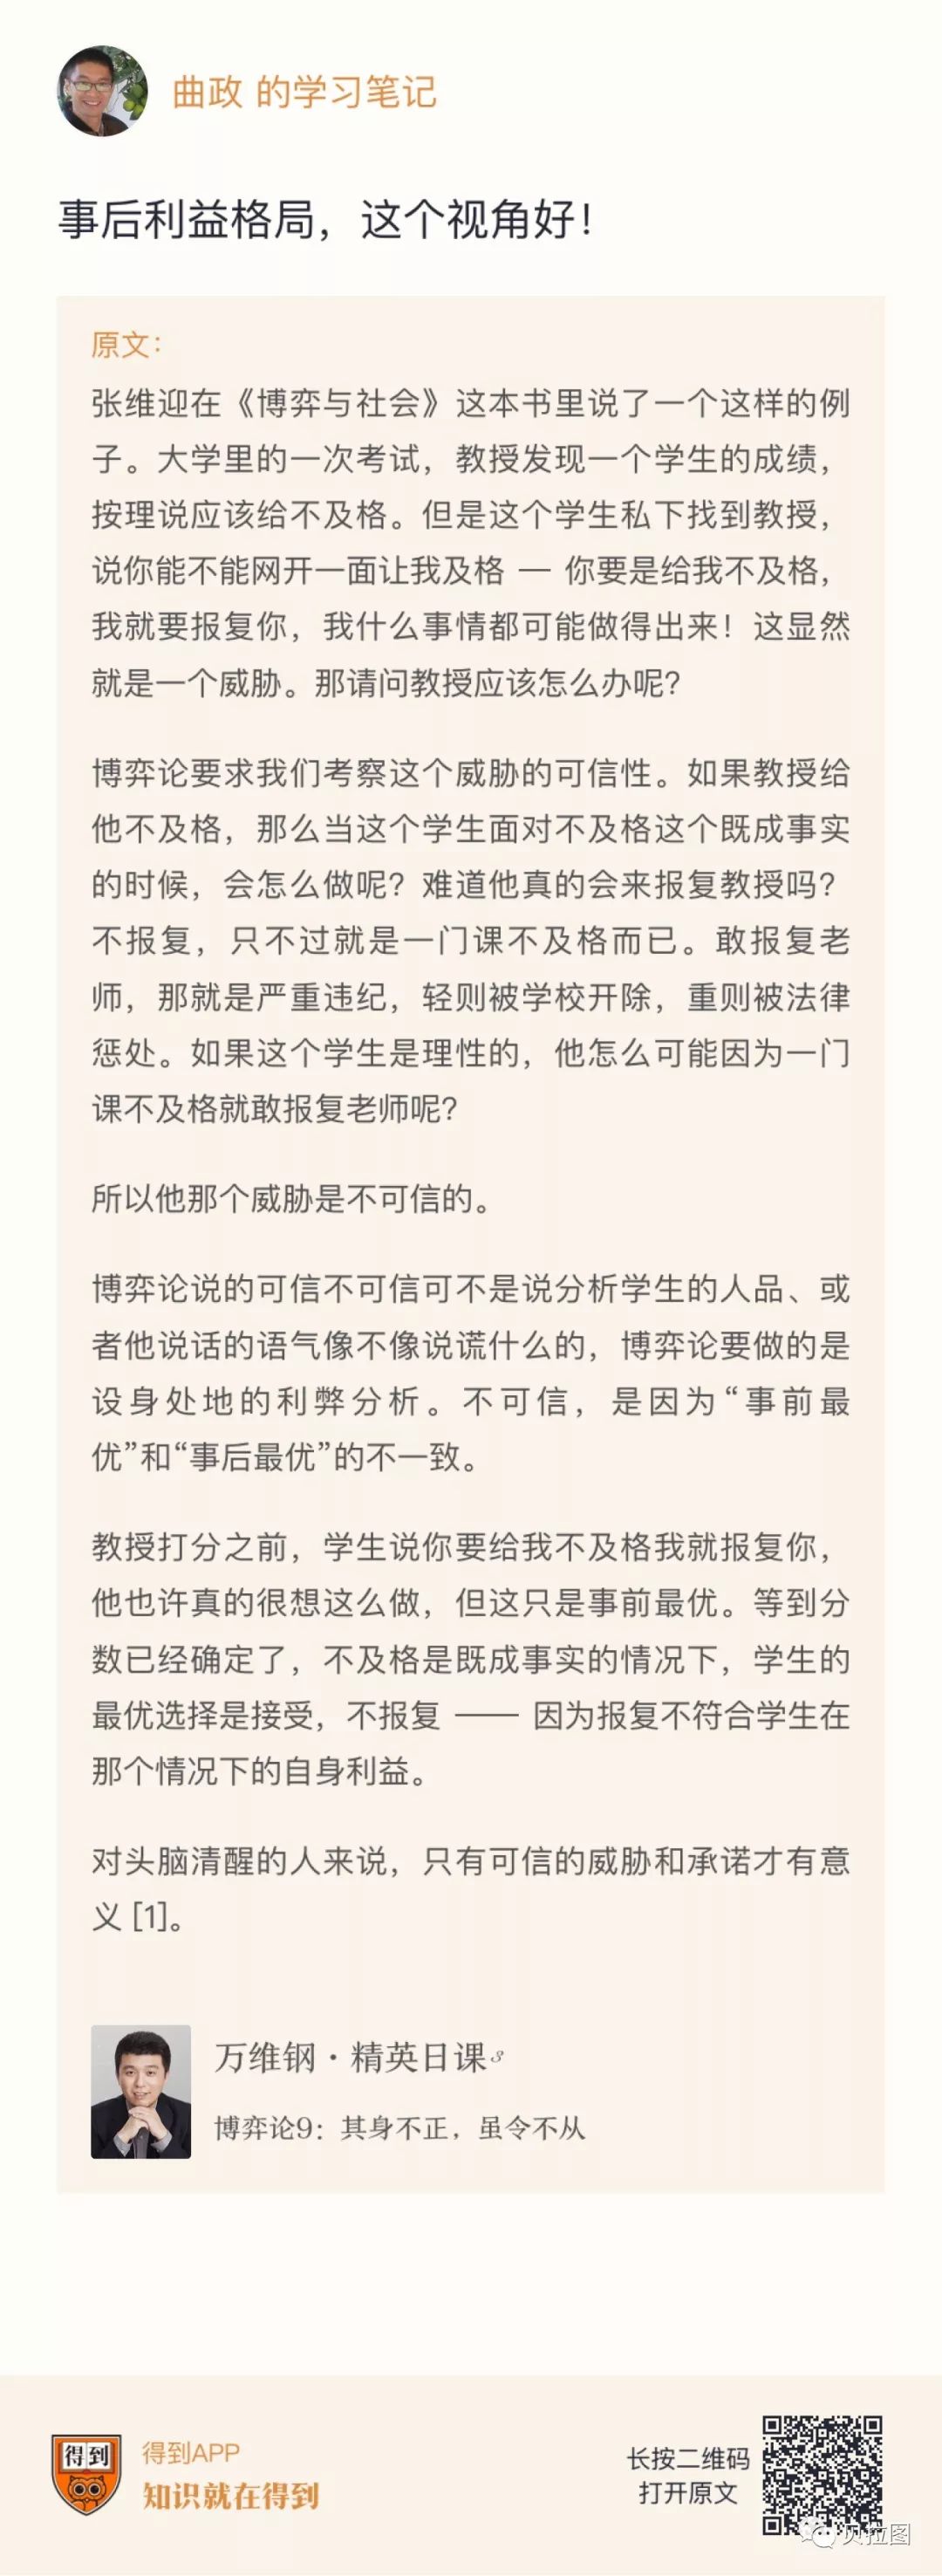 曲政 的学习笔记
事后利益格局，这个视角好！
原文：
张维迎在《博弈与社会》这本书里说了一个这样的例
子。大学里的一次考试，教授发现一个学生的成绩，
按理说应该给不及格。但是这个学生私下找到教授，
说你能不能网开一面让我及格 — 你要是给我不及格，
我就要报复你，我什么事情都可能做得出来！这显然
就是一个威胁。那请问教授应该怎么办呢？
博弈论要求我们考察这个威胁的可信性。如果教授给
他不及格，那么当这个学生面对不及格这个既成事实
的时候，会怎么做呢？难道他真的会来报复教授吗？
不报复，只不过就是一门课不及格而已。敢报复老
师，那就是严重违纪，轻则被学校开除，重则被法律
惩处。如果这个学生是理性的，他怎么可能因为一门
课不及格就敢报复老师呢？
所以他那个威胁是不可信的。
博弈论说的可信不可信可不是说分析学生的人品、或
者他说话的语气像不像说谎什么的，博弈论要做的是
设身处地的利弊分析。不可信，是因为“事前最
优”和“事后最优”的不一致。
教授打分之前，学生说你要给我不及格我就报复你，
他也许真的很想这么做，但这只是事前最优。等到分
数已经确定了，不及格是既成事实的情况下，学生的
最优选择是接受，不报复 —— 因为报复不符合学生在
那个情况下的自身利益。
对头脑清醒的人来说，只有可信的威胁和承诺才有意
义 [1]。
万维钢·精英日课3
博弈论9：其身不正，虽令不从
得到
得到APP
知识就在得到
长按二维码
打开原文
贝拉图